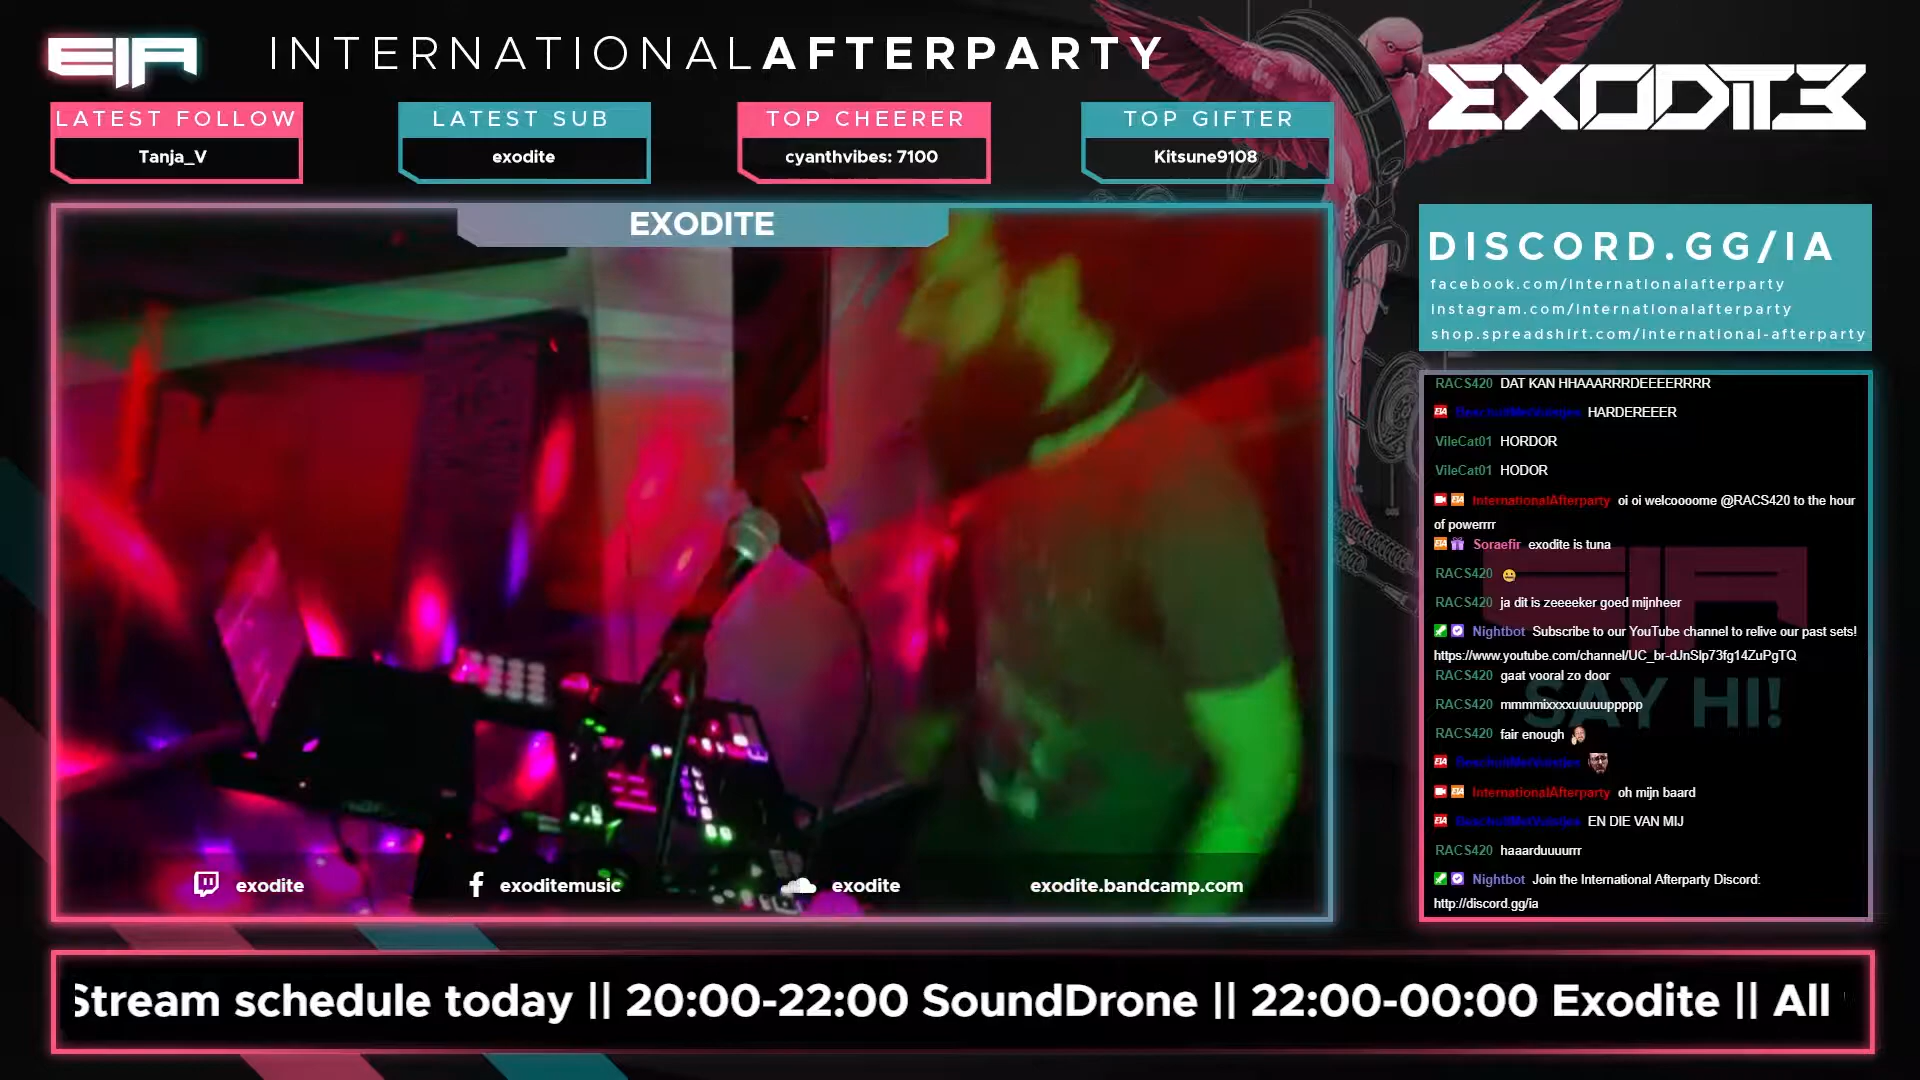 EIA
INTERNATIONALAFTERPARTY
EXODITE
LATEST FOLLOW
Tanja_V
LATEST SUB
exodite
TOP CHEERER
cyanthvibes: 7100
TOP GIFTER
Kitsune9108
EXODITE
DISCORD.GG/IA
facebook.com/internationalafterparty
instagram.com/internationalafterparty
shop.spreadshirt.com/international-afterparty
RACS420 DAT KAN HHAAARRRDEEEERRRR
HARDEREEER
VileCat01 HORDOR
VileCat01 HODOR
InternationalAfterparty oi oi welcoooome @RACS420 to the hour
of powerrrr
Soraefir exodite is tuna
RACS420
RACS420 ja dit is zeeeeker goed mijnheer
Nightbot Subscribe to our YouTube channel to relive our past sets!
https://www.youtube.com/channel/UC_br-dJnSlp73fg14ZuPgTQ
RACS420 gaat vooral zo door
RACS420 mmmmixxxxuuuuuppppp
RACS420 fair enough
InternationalAfterparty oh mijn baard
EN DIE VAN MIJ
RACS420 haaarduuuurrr
Nightbot Join the International Afterparty Discord:
http://discord.gg/ia
SAY HI!
exodite
exoditemusic
exodite
exodite.bandcamp.com
Stream schedule today || 20:00-22:00 SoundDrone || 22:00-00:00 Exodite || All